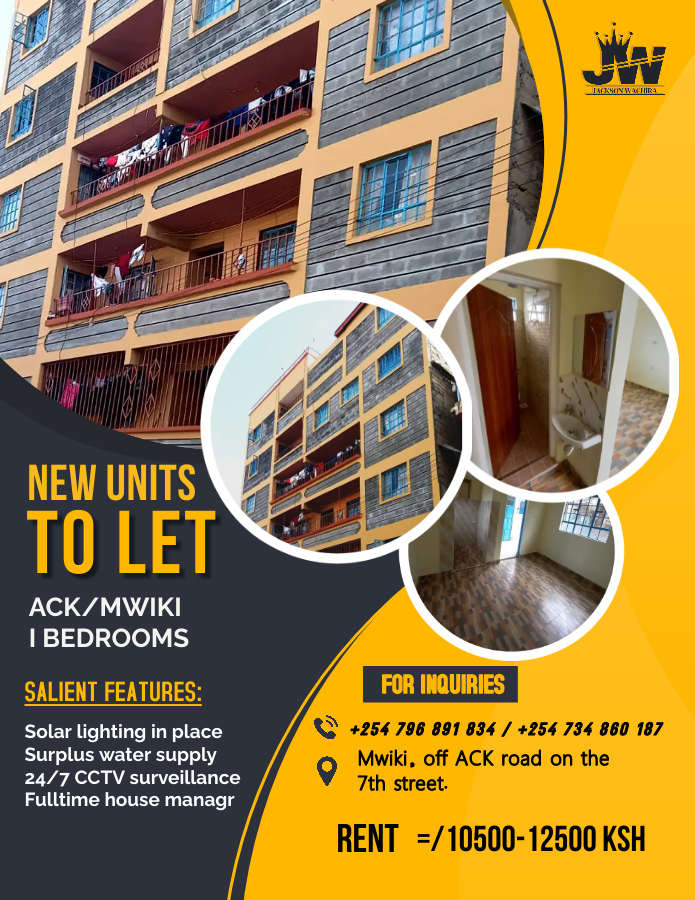 JW
JACKSON WACHIRA
NEW UNITS
TO LET
ACK/MWIKI
I BEDROOMS
SALIENT FEATURES:
Solar lighting in place
Surplus water supply
24/7 CCTV surveillance
Fulltime house managr
FOR INQUIRIES
+254 796 891 834 / +254 734 860 187
Mwiki, off ACK road on the
7th street.
RENT =/10500-12500 KSH